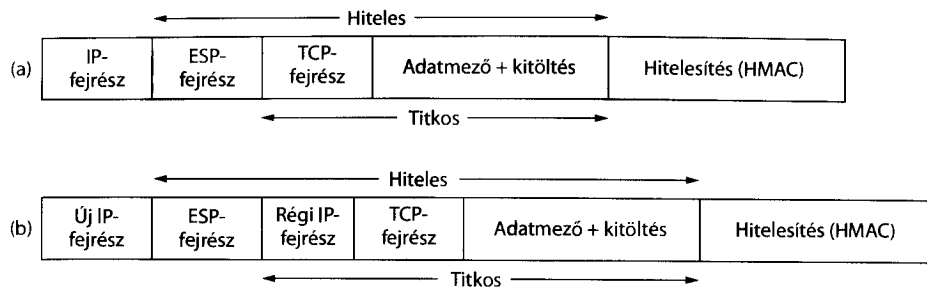 Hiteles
(a)
IP-
fejrész
ESP-
fejrész
TCP-
fejrész
Adatmező + kitöltés
Hitelesítés (HMAC)
Titkos
Hiteles
(b)
Új IP-
fejrész
ESP-
fejrész
Régi IP-
fejrész
TCP-
fejrész
Adatmező + kitöltés
Hitelesítés (HMAC)
Titkos